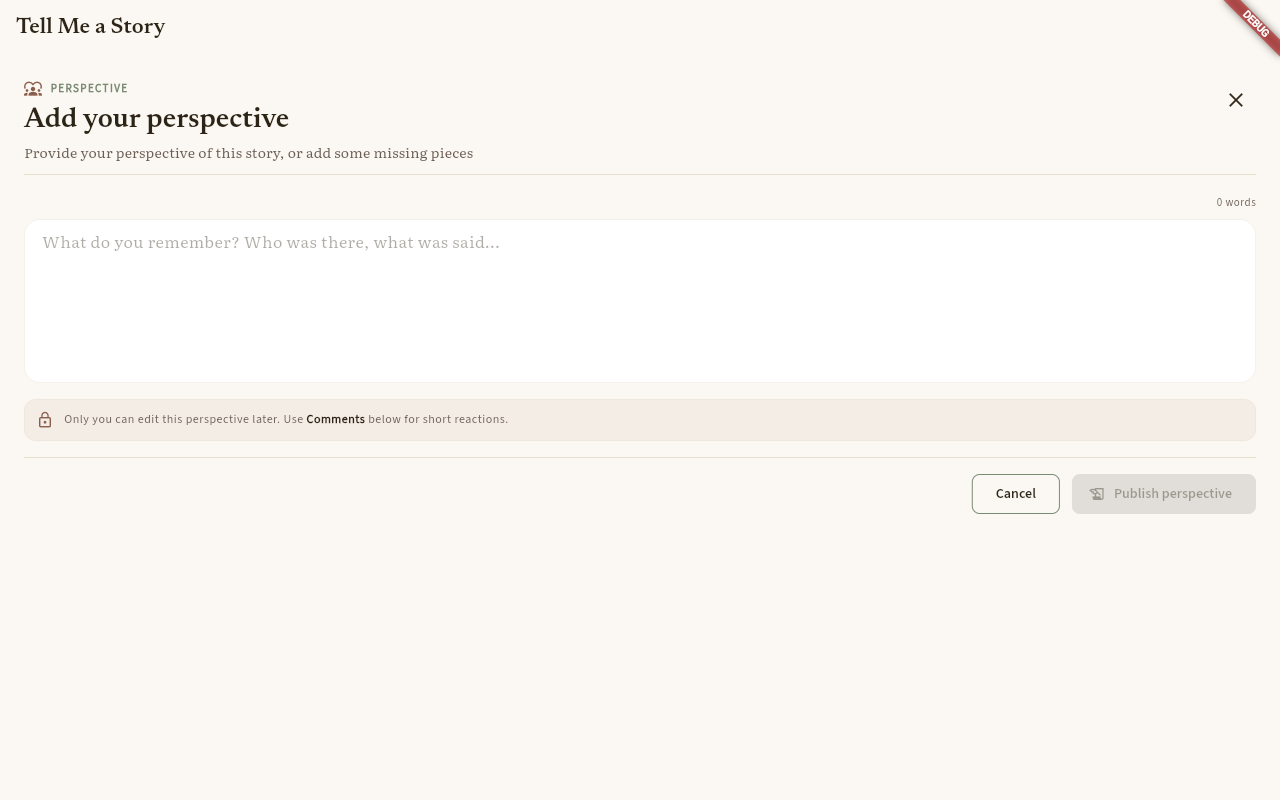 Tell Me a Story
DEBUG
PERSPECTIVE
Add your perspective
Provide your perspective of this story, or add some missing pieces
0 words
What do you remember? Who was there, what was said...
Only you can edit this perspective later. Use Comments below for short reactions.
Cancel
Publish perspective